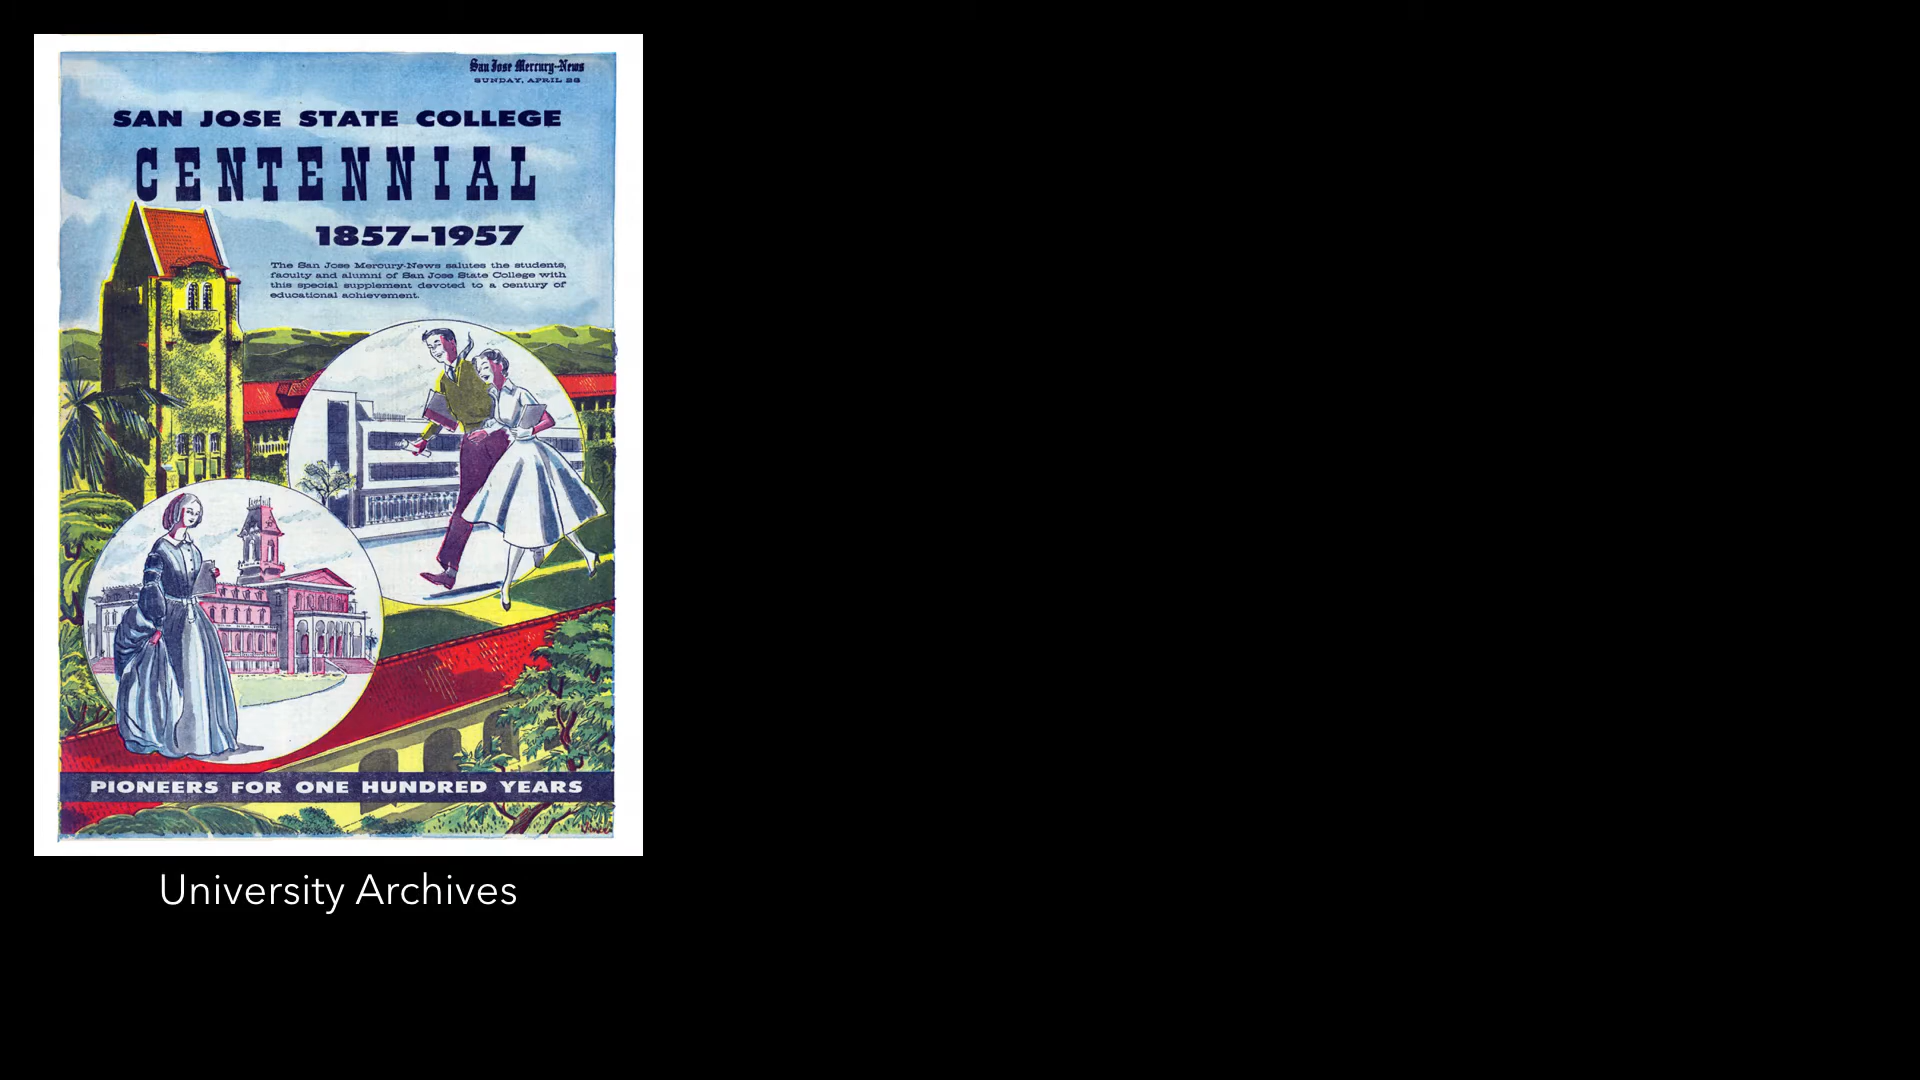 San Jose Mercury-News
SUNDAY, APRIL 28
SAN JOSE STATE COLLEGE
CENTENNIAL
1857-1957
The San Jose Mercury-News salutes the students,
faculty and alumni of San Jose State College with
this special supplement devoted to a century of
educational achievement.
PIONEERS FOR ONE HUNDRED YEARS
University Archives